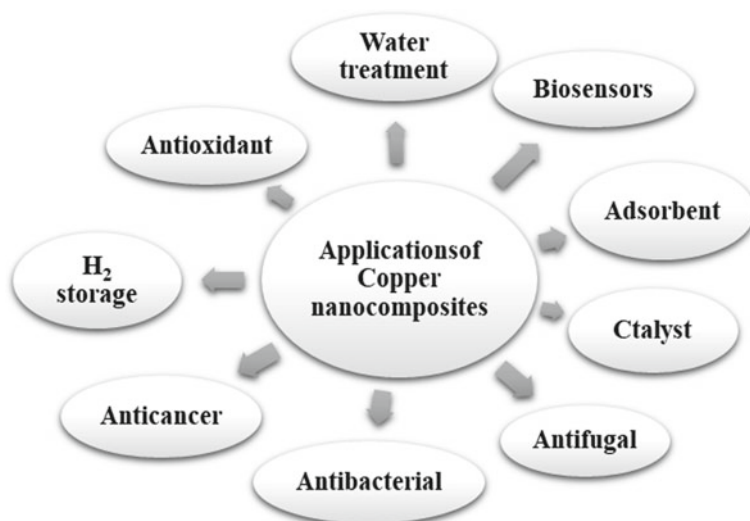 Water
treatment
Biosensors
Antioxidant
Adsorbent
Applicationsof
Copper
nanocomposites
H₂
storage
Ctalyst
Anticancer
Antifugal
Antibacterial